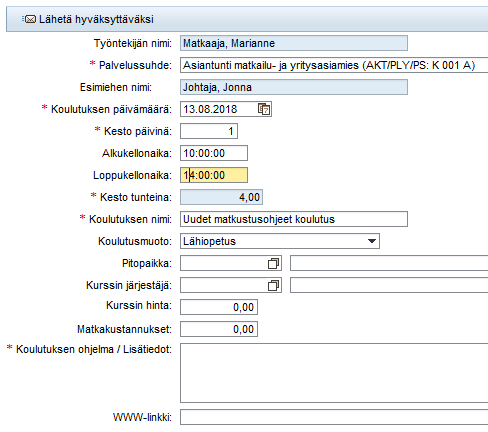 Lähetä hyväksyttäväksi
Työntekijän nimi: Matkaaja, Marianne
* Palvelussuhde: Asiantunti matkailu- ja yritysasiamies (AKT/PLY/PS: K 001 A)
Esimiehen nimi: Johtaja, Jonna
* Koulutuksen päivämäärä: 13.08.2018
* Kesto päivinä: 1
Alkukellonaika: 10:00:00
Loppukellonaika: 14:00:00
* Kesto tunteina: 4,00
* Koulutuksen nimi: Uudet matkustusohjeet koulutus
Koulutusmuoto: Lähiopetus
Pitopaikka:
Kurssin järjestäjä:
Kurssin hinta: 0,00
Matkakustannukset: 0,00
* Koulutuksen ohjelma / Lisätiedot:
WWW-linkki: